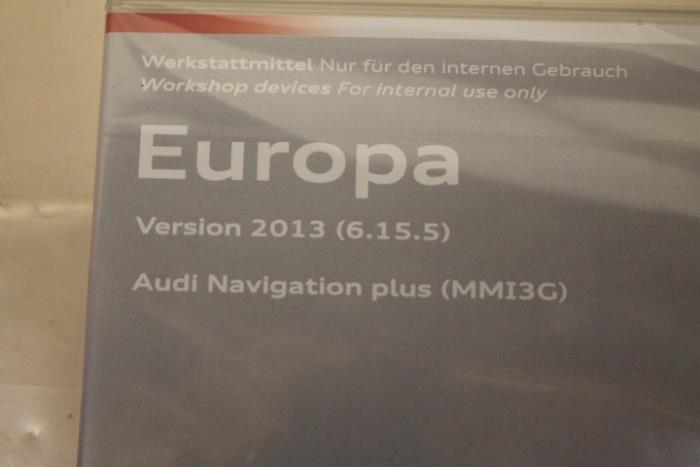 Werkstattmittel Nur für den internen Gebrauch
Workshop devices For internal use only
Europa
Version 2013 (6.15.5)
Audi Navigation plus (MMI3G)